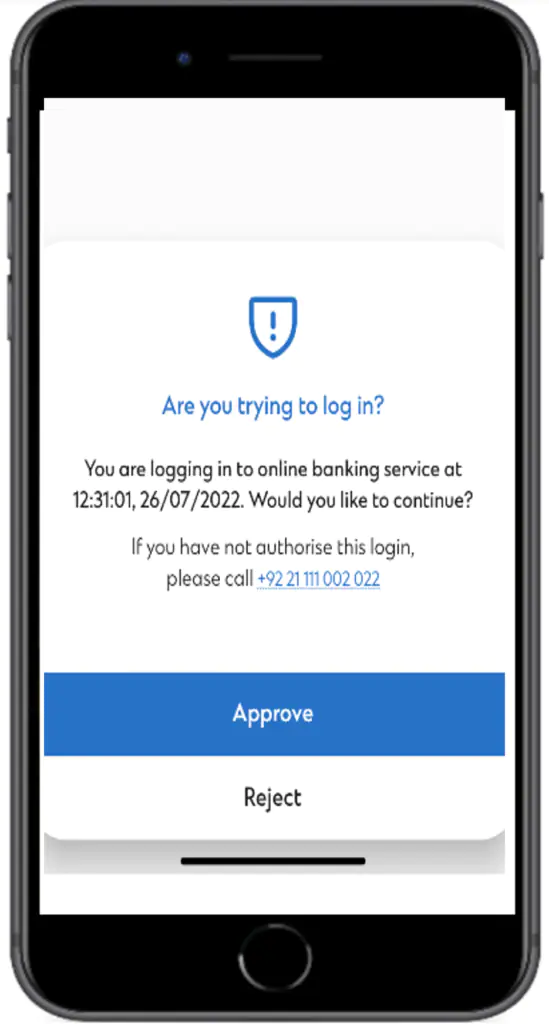 Are you trying to log in?
You are logging in to online banking service at
12:31:01, 26/07/2022. Would you like to continue?
If you have not authorise this login,
please call +92 21 111 002 022
Approve
Reject